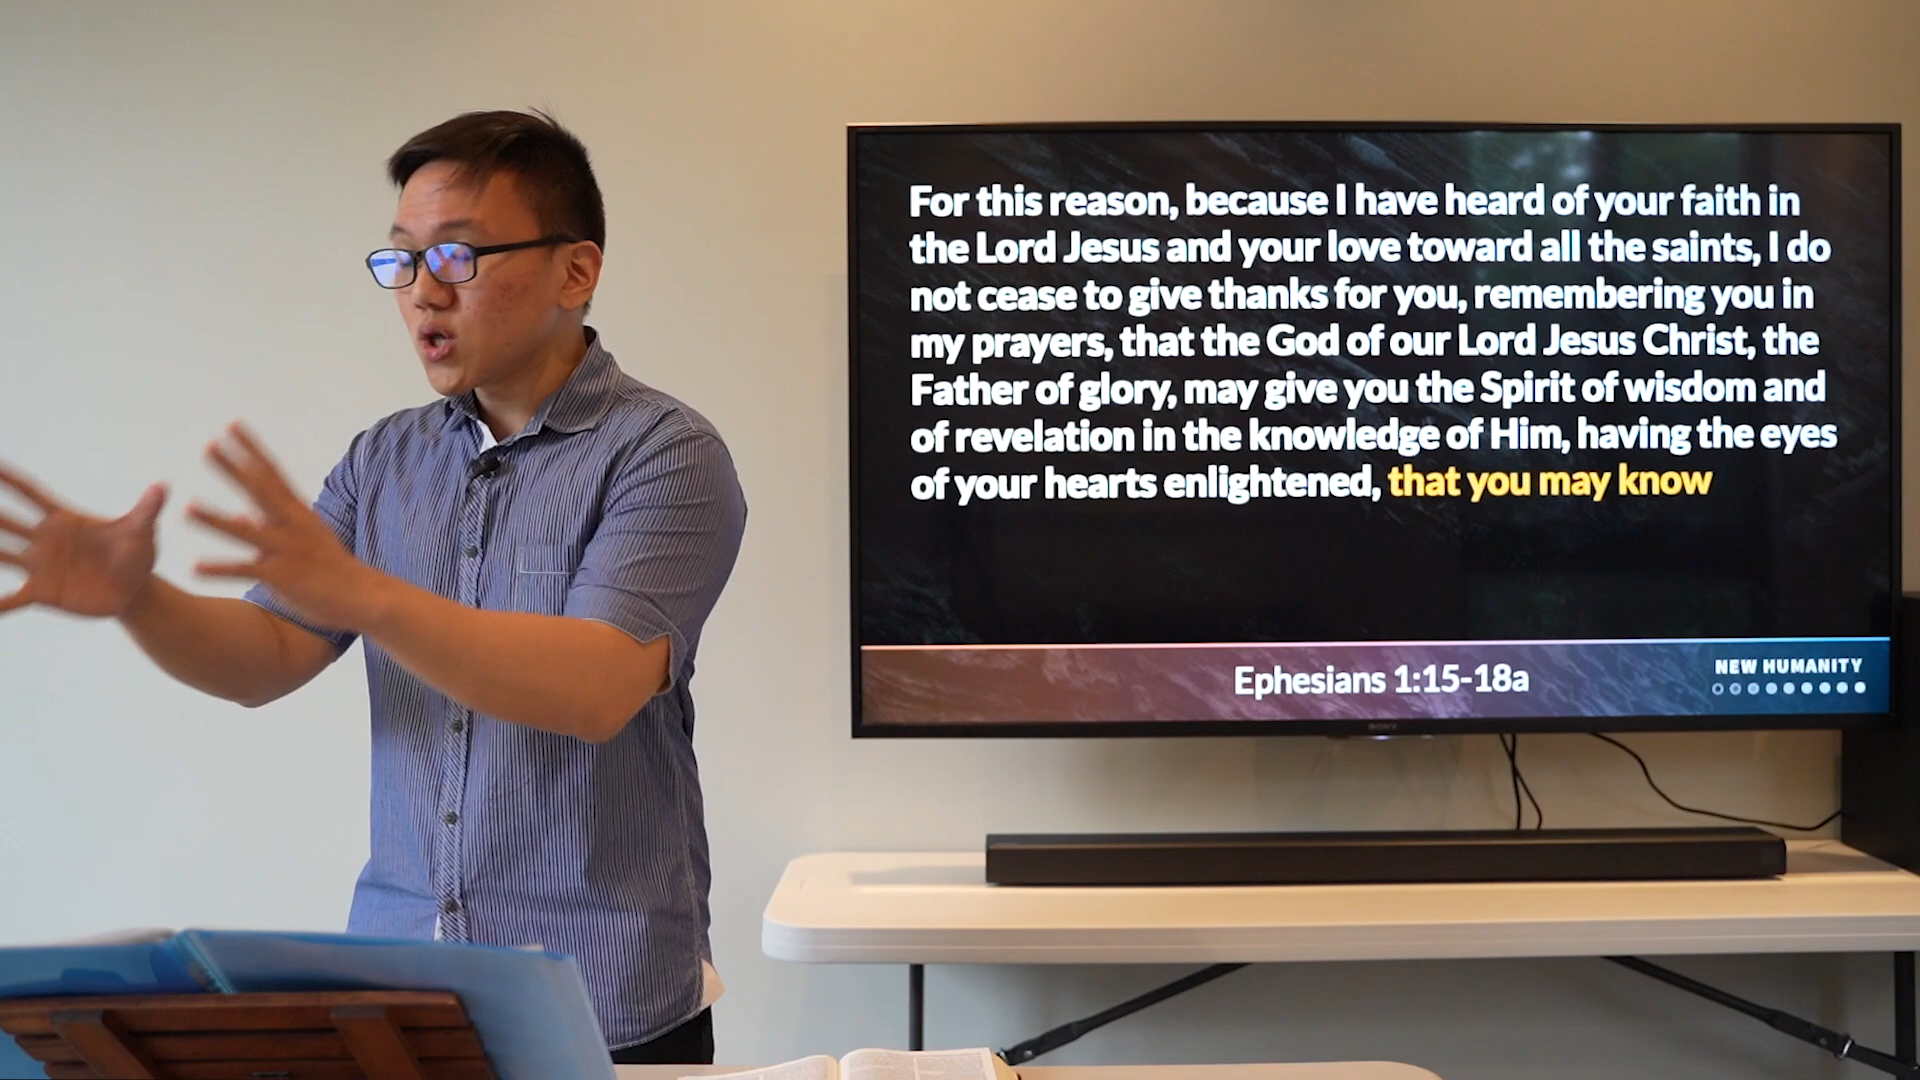 For this reason, because I have heard of your faith in
the Lord Jesus and your love toward all the saints, I do
not cease to give thanks for you, remembering you in
my prayers, that the God of our Lord Jesus Christ, the
Father of glory, may give you the Spirit of wisdom and
of revelation in the knowledge of Him, having the eyes
of your hearts enlightened, that you may know
Ephesians 1:15-18a
NEW HUMANITY
SONY